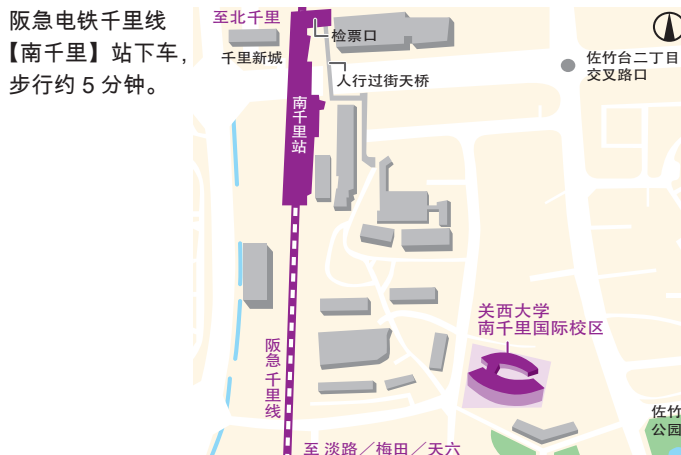 阪急电铁千里线
【南千里】站下车，
步行约 5 分钟。
至北千里
检票口
千里新城
人行过街天桥
佐竹台二丁目
交叉路口
南千里站
关西大学
南千里国际校区
阪急 千里线
佐竹
公园
至 淡路／梅田／天六